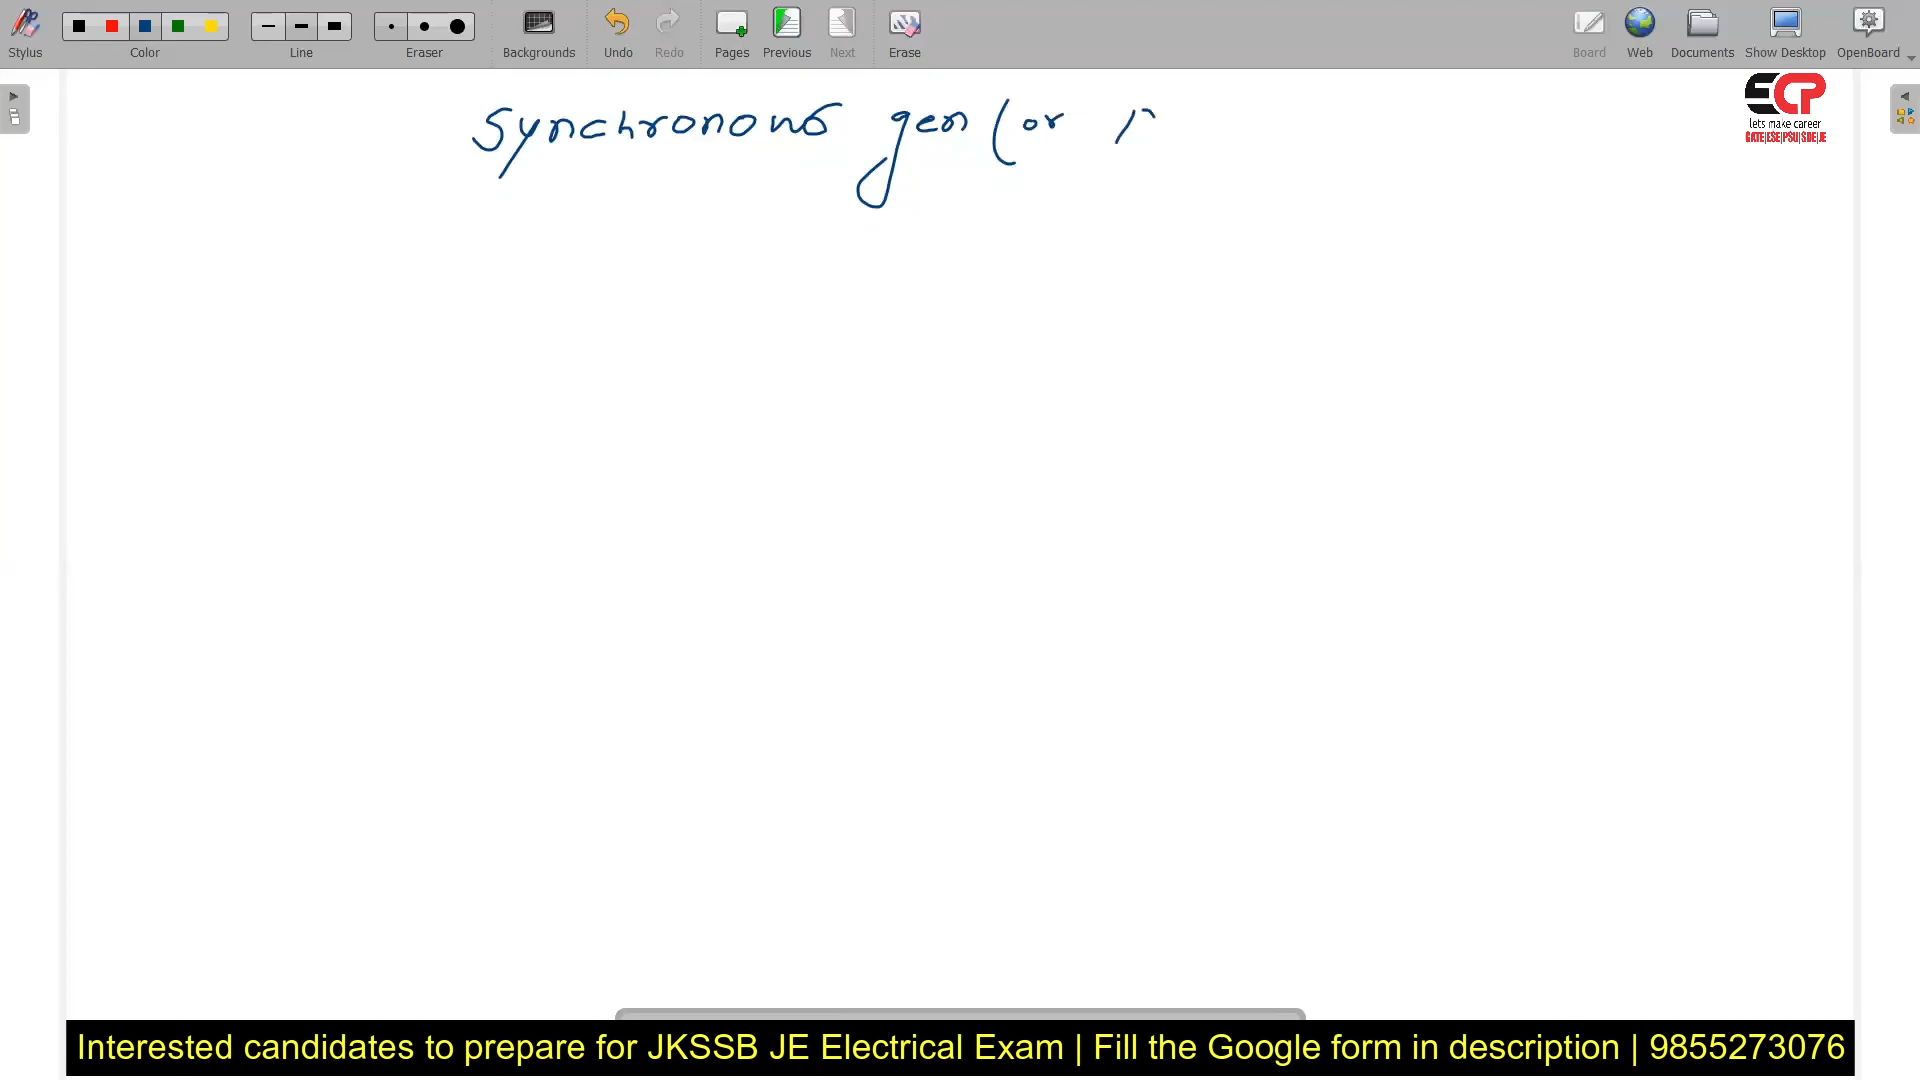 Stylus Color Line Eraser Backgrounds Undo Redo Pages Previous Next Erase Board Web Documents Show Desktop OpenBoard
Synchronous gen (or
ECP
lets make career
GATE|ESE|PSU|SDE|JE
Interested candidates to prepare for JKSSB JE Electrical Exam | Fill the Google form in description | 9855273076